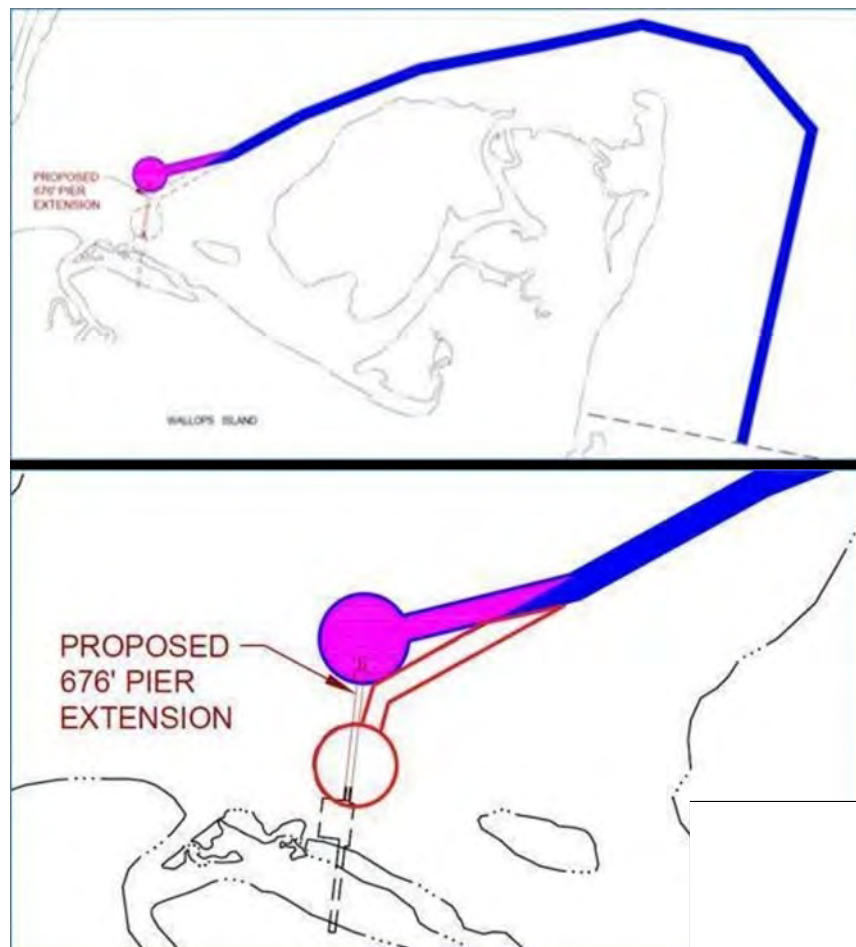 PROPOSED
676' PIER
EXTENSION
WALLOPS ISLAND
PROPOSED
676' PIER
EXTENSION